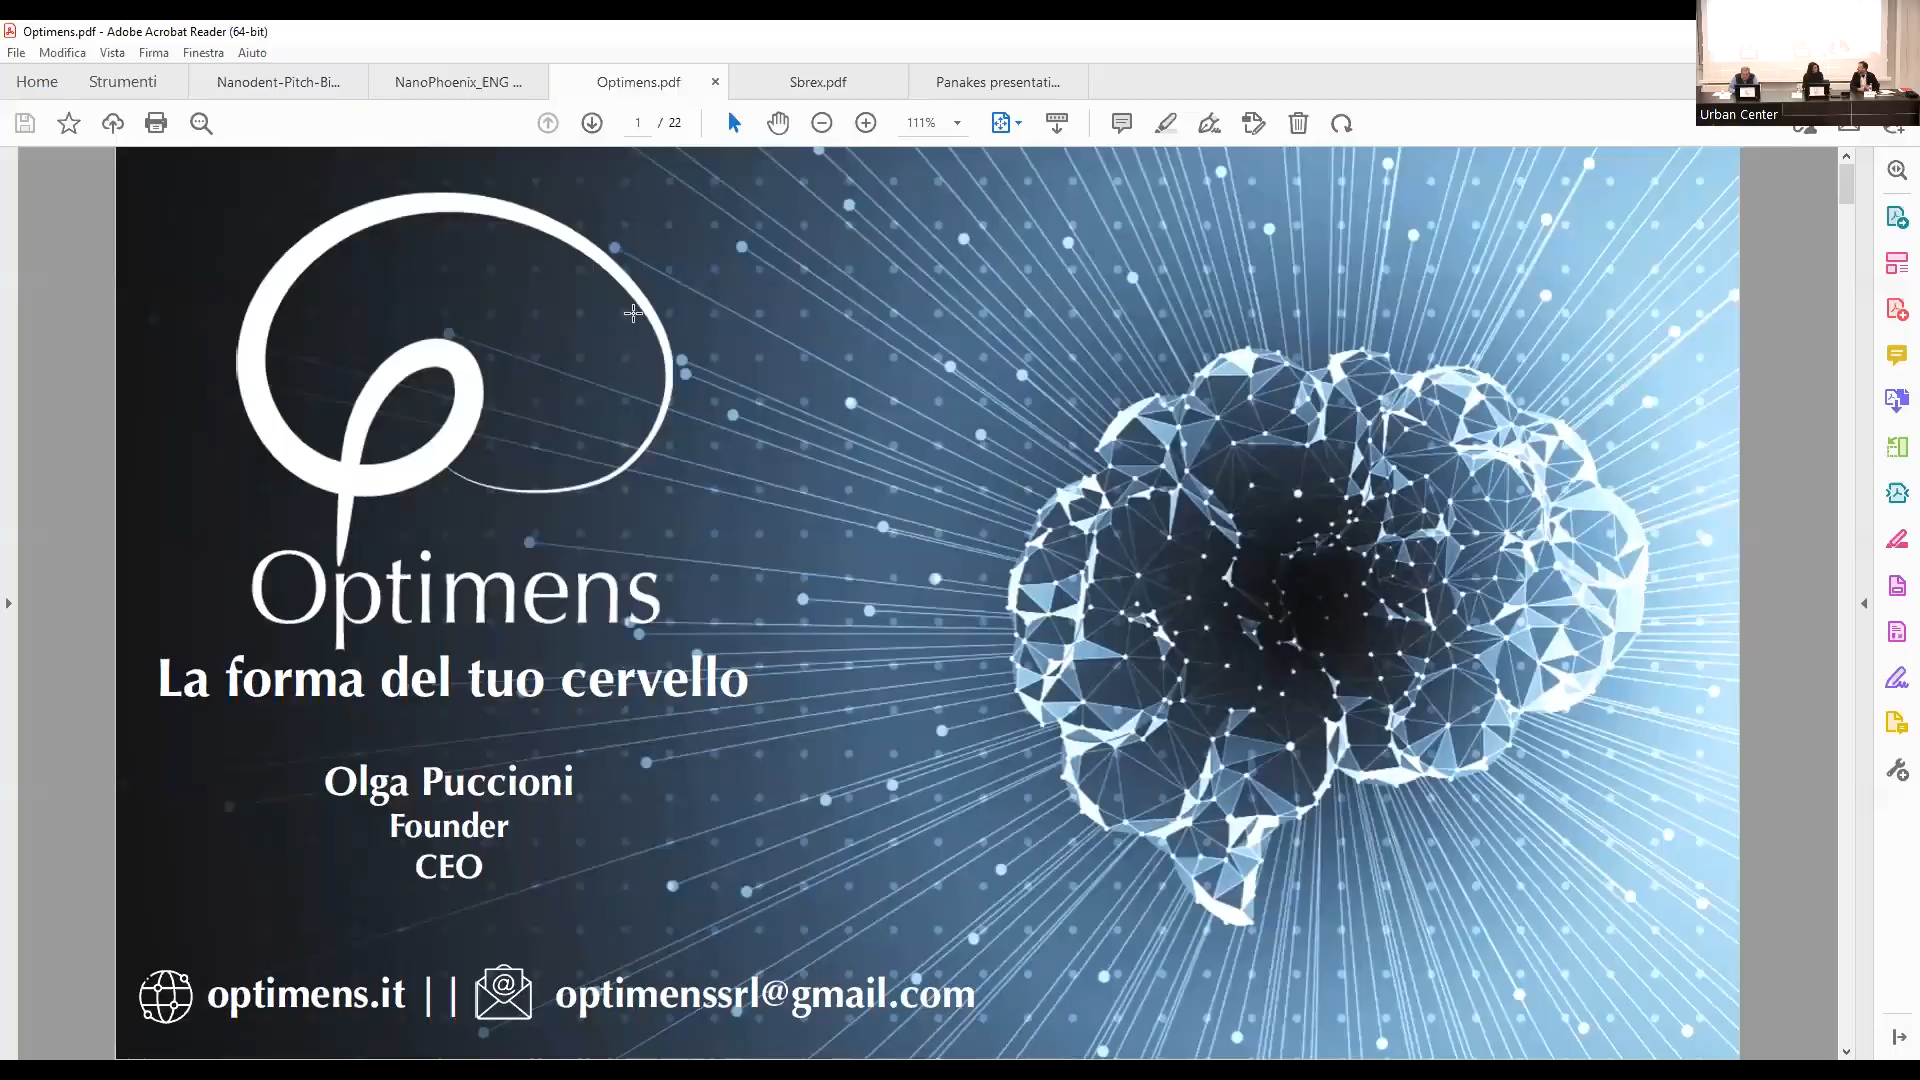 Optimens.pdf - Adobe Acrobat Reader (64-bit)
File Modifica Vista Firma Finestra Aiuto
Home Strumenti Nanodent-Pitch-Bi... NanoPhoenix_ENG ... Optimens.pdf × Sbrex.pdf Panakes presentati...
1 / 22 111%
Urban Center
Optimens
La forma del tuo cervello
Olga Puccioni
Founder
CEO
optimens.it || @ optimenssrl@gmail.com